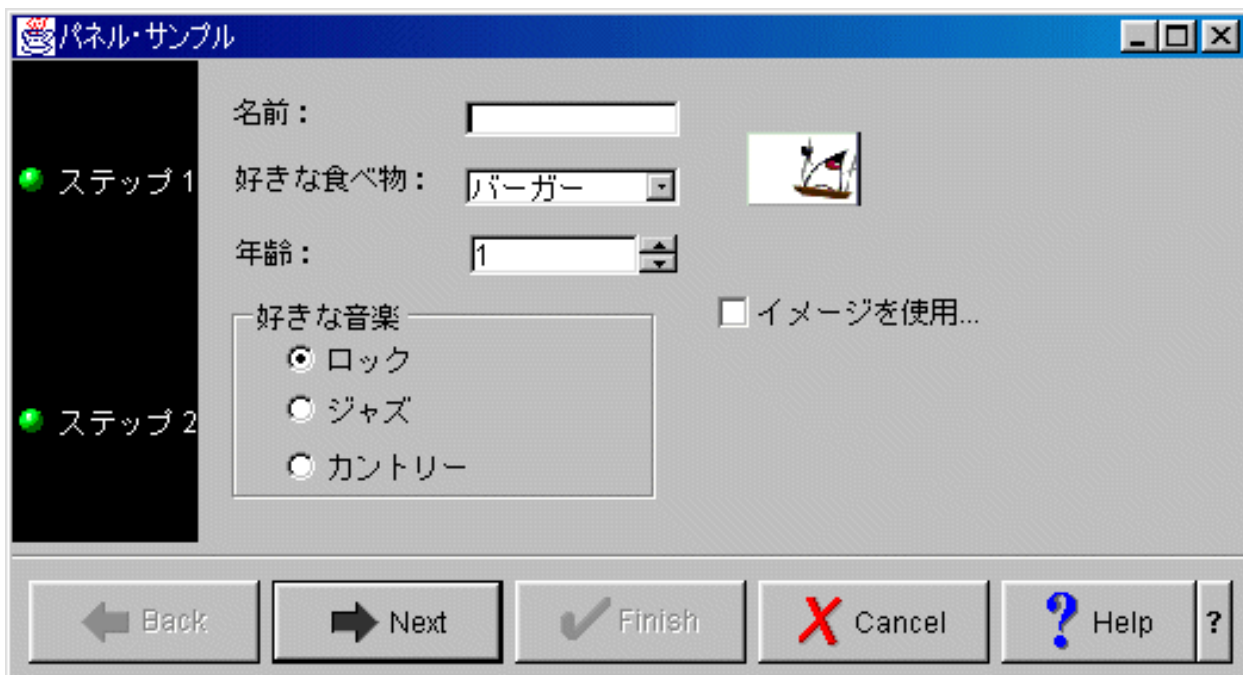 パネル・サンプル
ステップ 1
ステップ 2
名前：
好きな食べ物：
バーガー
年齢：
1
好きな音楽
ロック
ジャズ
カントリー
イメージを使用...
Back
Next
Finish
Cancel
Help
?